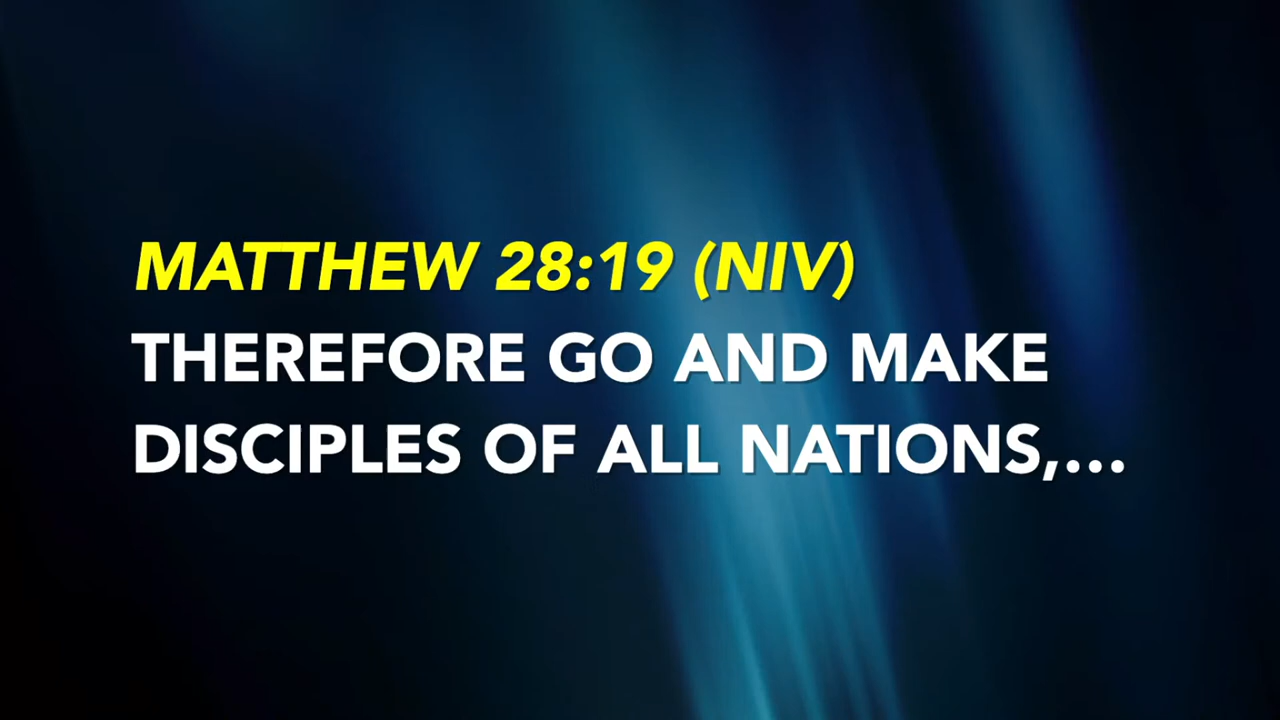 MATTHEW 28:19 (NIV)
THEREFORE GO AND MAKE
DISCIPLES OF ALL NATIONS,...